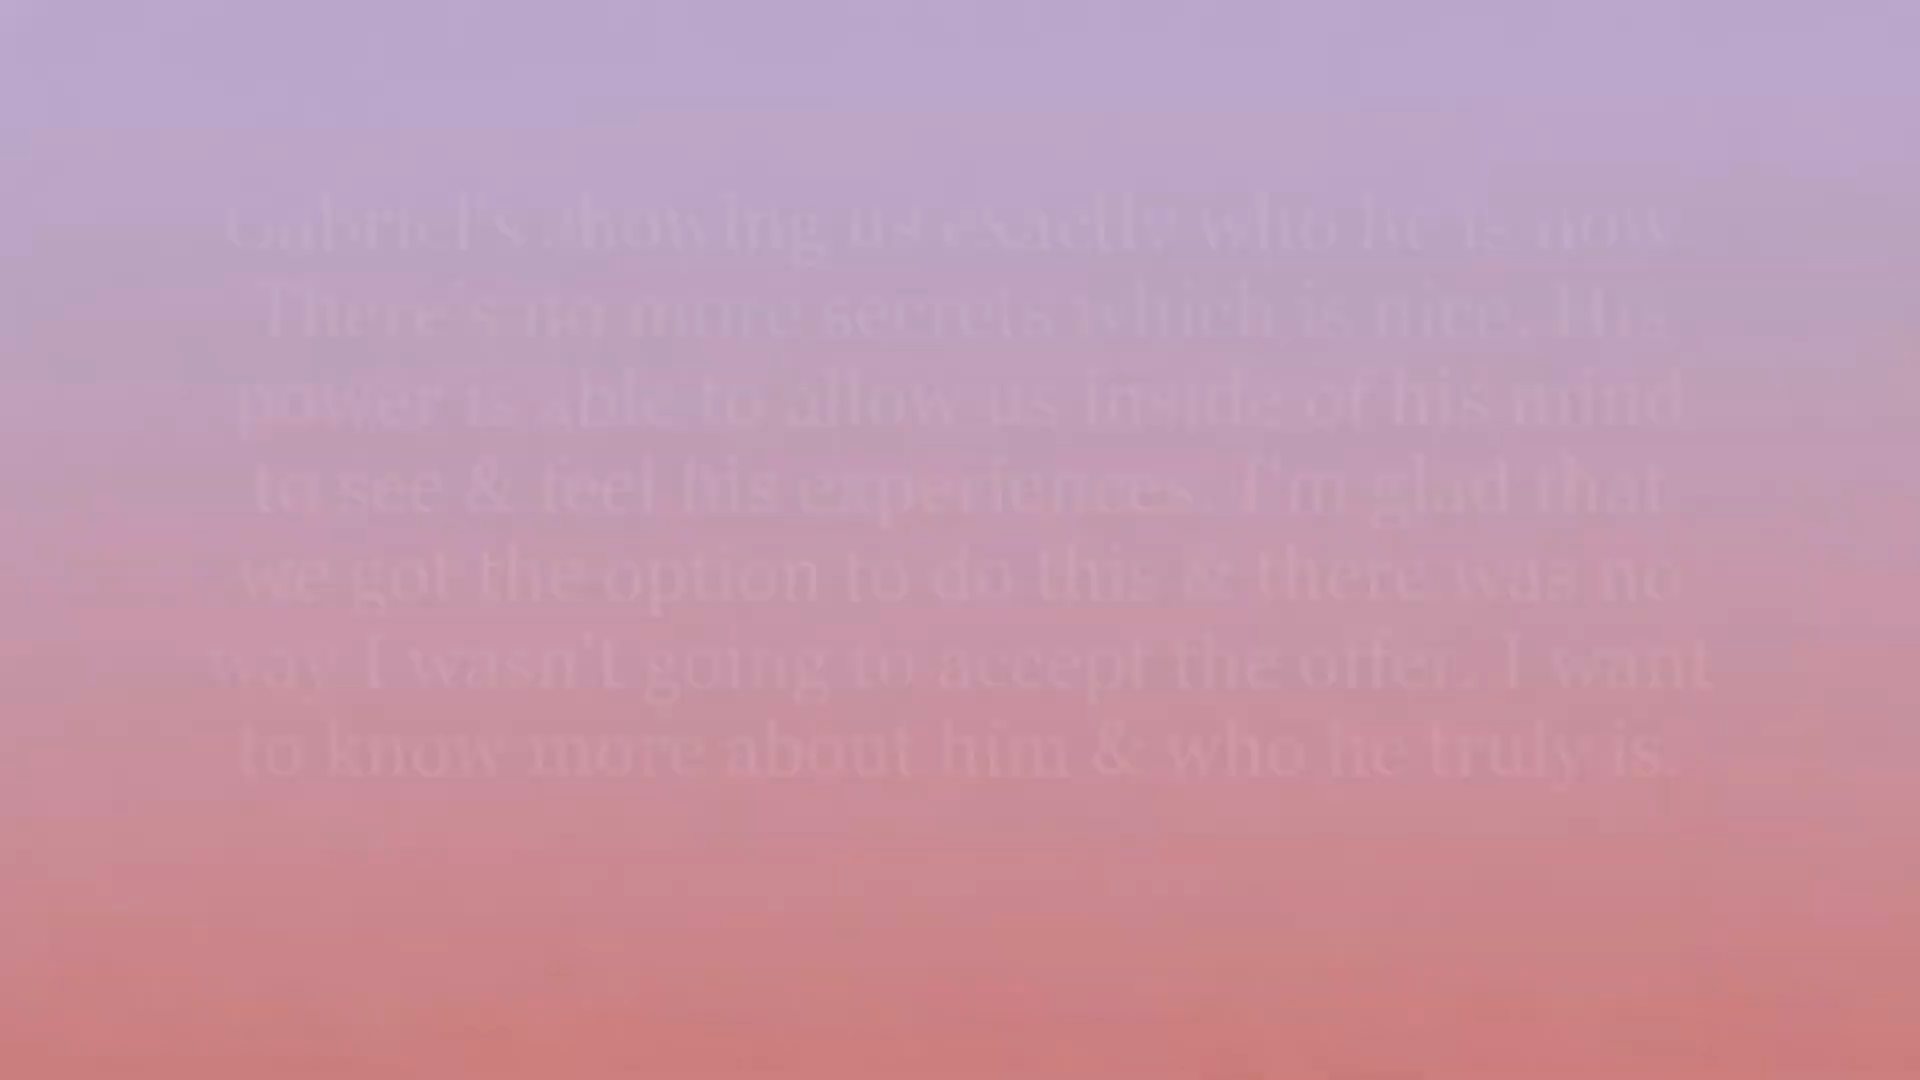 Gabriel's showing us exactly who he is now
There's no more secrets which is nice. His
power is able to allow us inside of his mind
to see & feel his experiences. I'm glad that
we got the option to do this & there was no
way I wasn't going to accept the offer. I want
to know more about him & who he truly is.